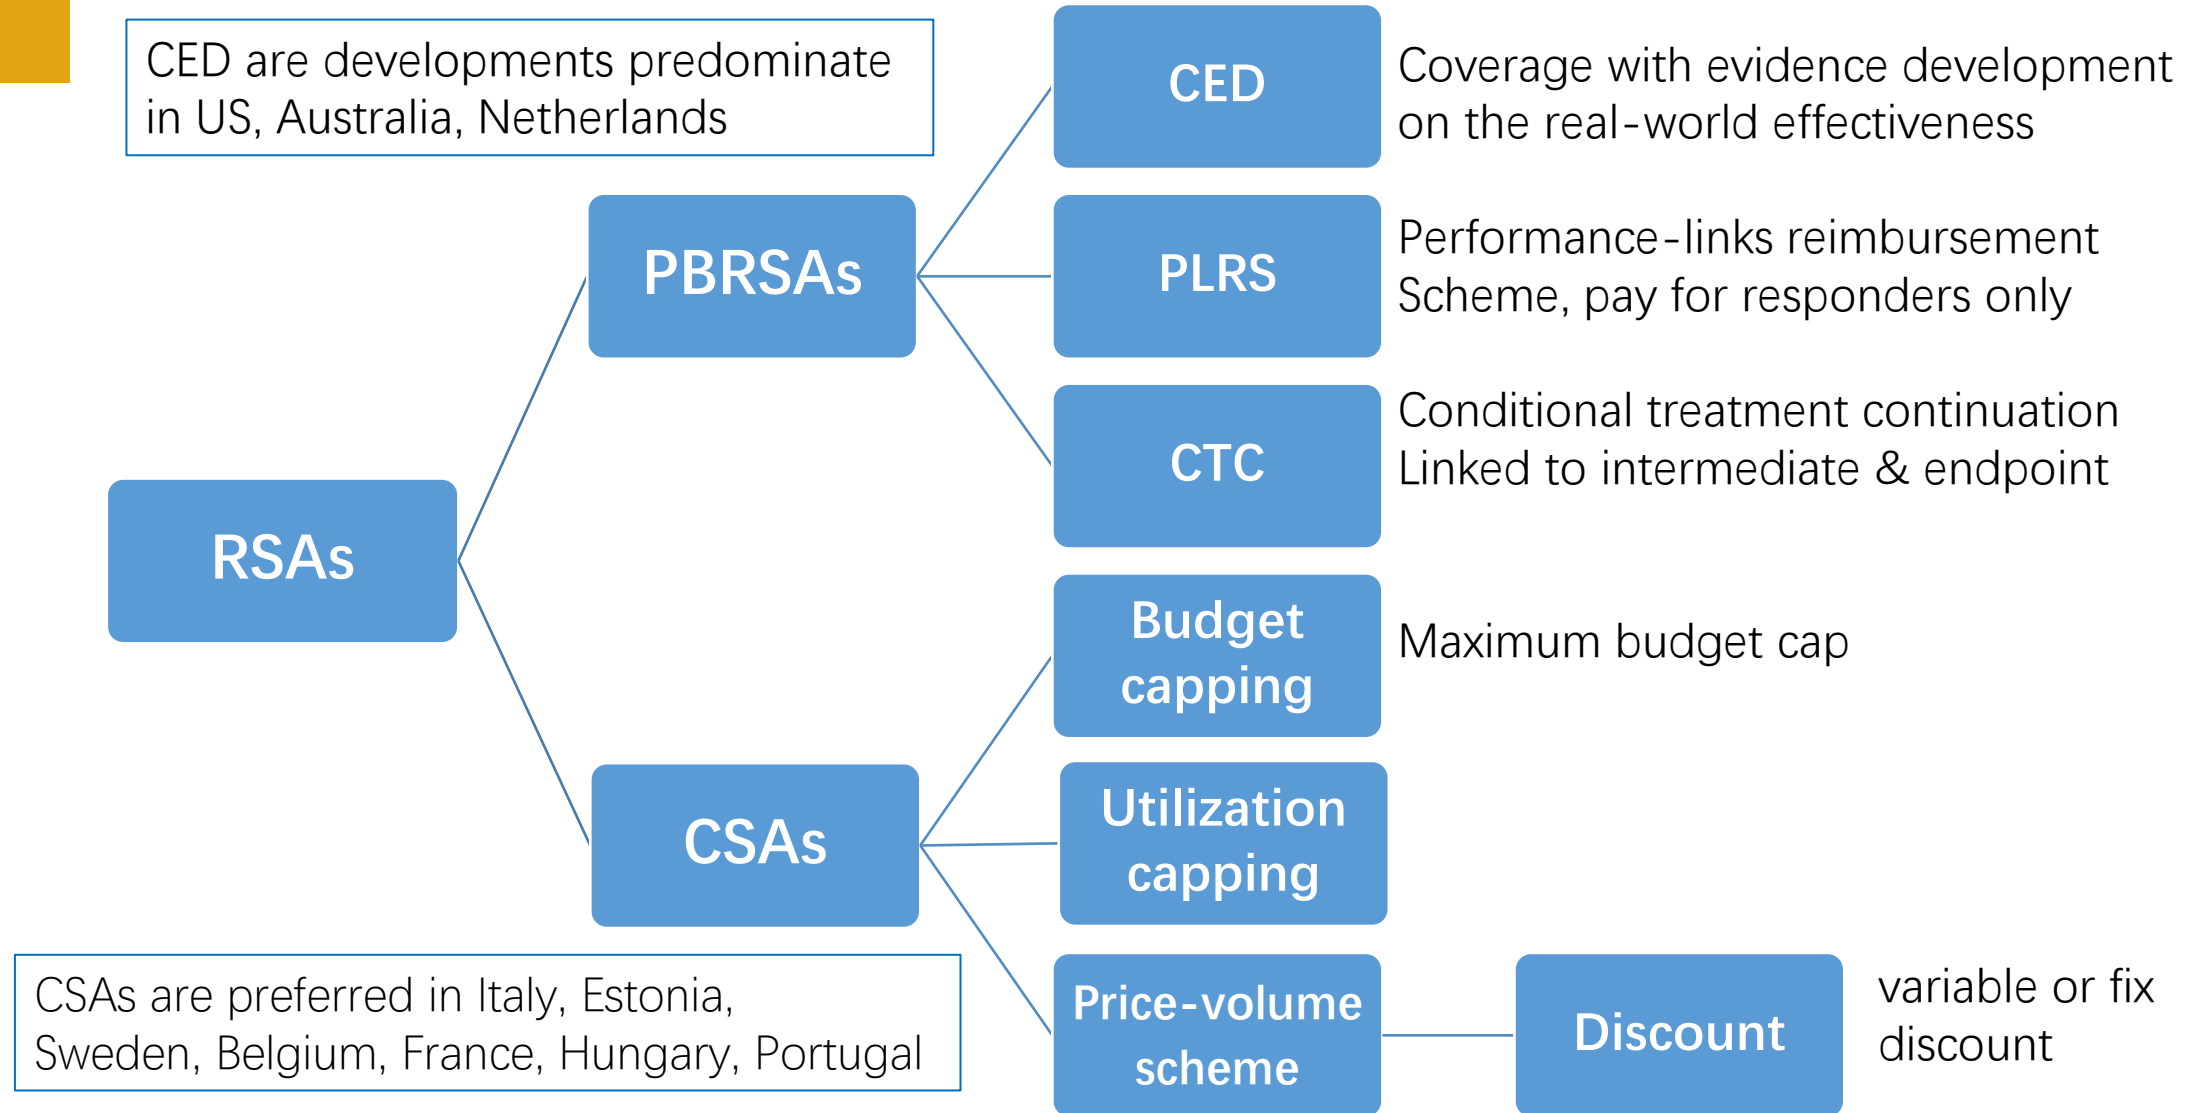 CED are developments predominate
in US, Australia, Netherlands
CED
Coverage with evidence development
on the real-world effectiveness
PBRSAs
PLRS
Performance-links reimbursement
Scheme, pay for responders only
CTC
Conditional treatment continuation
Linked to intermediate & endpoint
RSAs
Budget
capping
Maximum budget cap
CSAs
Utilization
capping
CSAs are preferred in Italy, Estonia,
Sweden, Belgium, France, Hungary, Portugal
Price-volume
scheme
Discount
variable or fix
discount